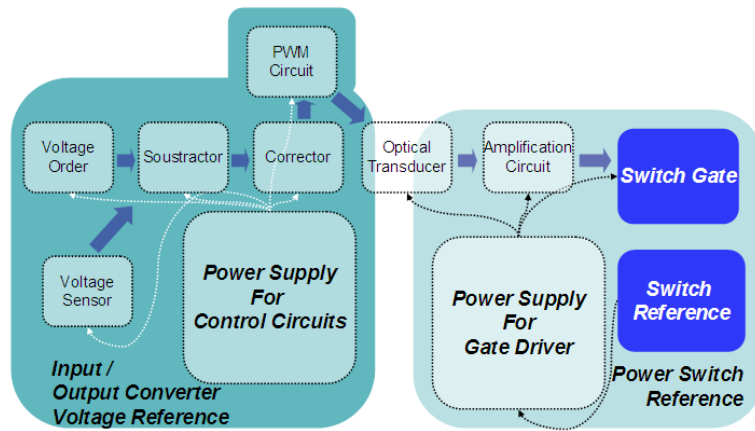 PWM
Circuit
Voltage
Order
Soustractor
Corrector
Optical
Transducer
Amplification
Circuit
Switch Gate
Voltage
Sensor
Power Supply
For
Control Circuits
Power Supply
For
Gate Driver
Switch
Reference
Input /
Output Converter
Voltage Reference
Power Switch
Reference